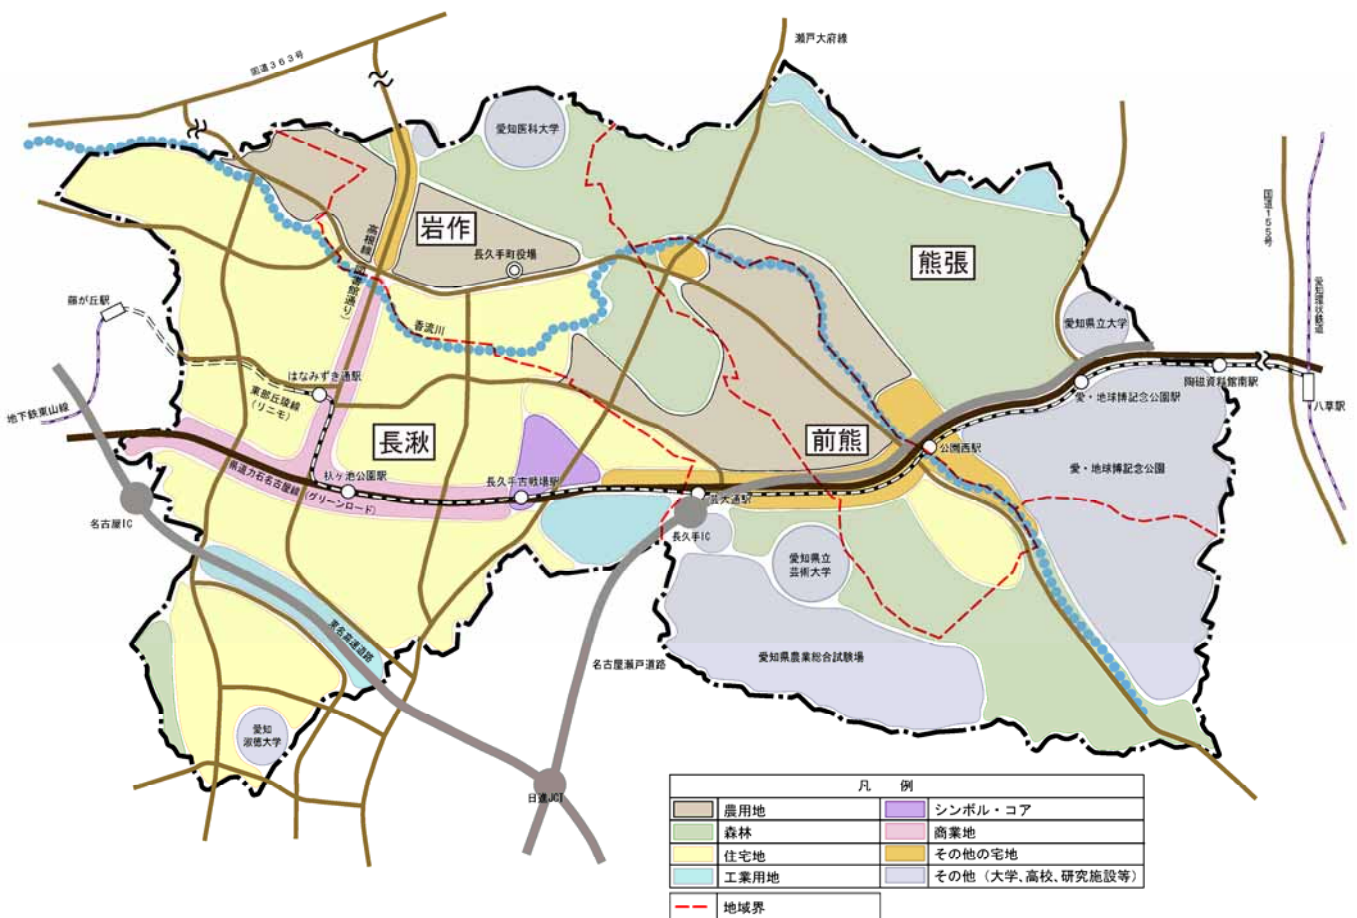 国道３６３号
瀬戸大府線
愛知医科大学
岩作
高根線
（図書館通り）
長久手町役場
熊張
国道１５５号
愛知環状鉄道
藤が丘駅
香流川
愛知県立大学
はなみずき通駅
東部丘陵線
（リニモ）
地下鉄東山線
陶磁資料館南駅
愛・地球博記念公園駅
八草駅
長湫
前熊
公園西駅
県道力石名古屋線（グリーンロード）
杁ヶ池公園駅
長久手古戦場駅
芸大通駅
愛・地球博記念公園
名古屋IC
長久手IC
愛知県立
芸術大学
東名高速道路
名古屋瀬戸道路
愛知県農業総合試験場
愛知
淑徳大学
日進JCT
凡　例
農用地
シンボル・コア
森林
商業地
住宅地
その他の宅地
工業用地
その他（大学、高校、研究施設等）
地域界